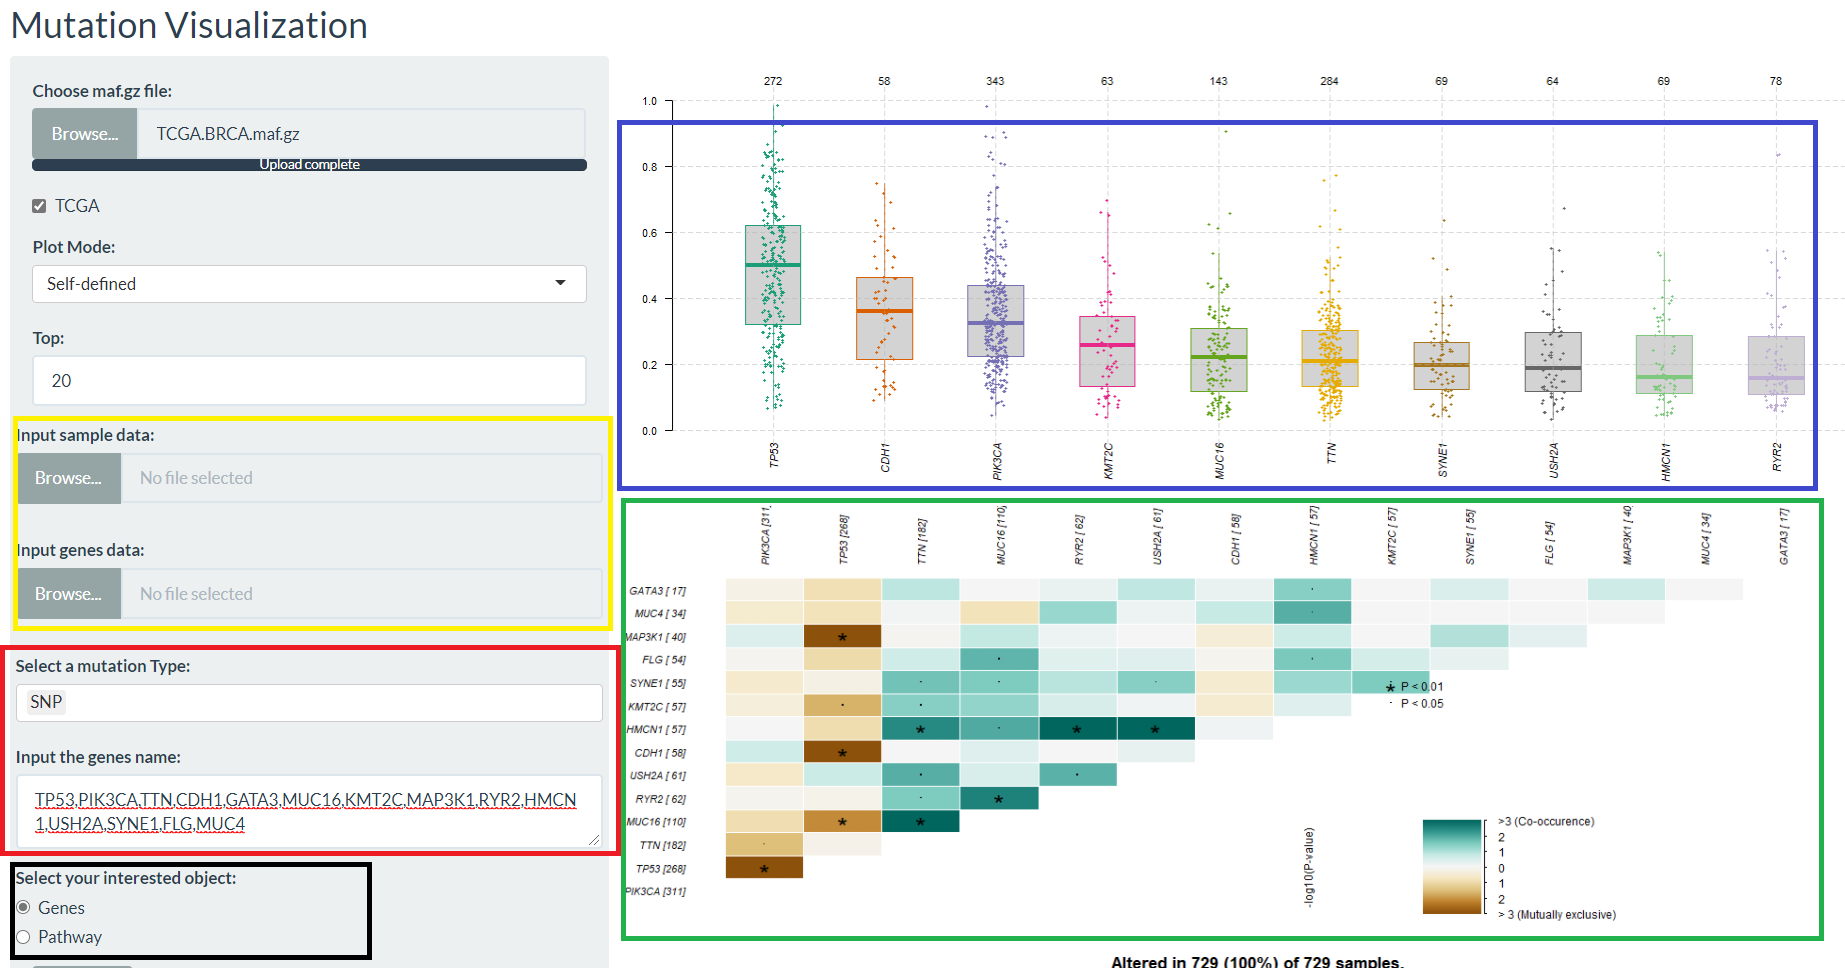 Mutation Visualization
Choose maf.gz file:
Browse... TCGA.BRCA.maf.gz
Upload complete
TCGA
Plot Mode:
Self-defined
Top:
20
Input sample data:
Browse... No file selected
Input genes data:
Browse... No file selected
Select a mutation Type:
SNP
Input the genes name:
TP53,PIK3CA,TTN,CDH1,GATA3,MUC16,KMT2C,MAP3K1,RYR2,HMCN
1,USH2A,SYNE1,FLG,MUC4
Select your interested object:
Genes
Pathway
272 58 343 63 143 284 69 64 69 78
1.0
0.8
0.6
0.4
0.2
0.0
TP53 CDH1 PIK3CA KMT2C MUC16 TTN SYNE1 USH2A HMCN1 RYR2
PIK3CA [311] TP53 [268] TTN [182] MUC16 [110] RYR2 [ 62] USH2A [ 61] CDH1 [ 58] HMCN1 [ 57] KMT2C [ 57] SYNE1 [ 55] FLG [ 54] MAP3K1 [ 40] MUC4 [ 34] GATA3 [ 17]
GATA3 [ 17]
MUC4 [ 34]
MAP3K1 [ 40]
FLG [ 54]
SYNE1 [ 55]
KMT2C [ 57]
HMCN1 [ 57]
CDH1 [ 58]
USH2A [ 61]
RYR2 [ 62]
MUC16 [110]
TTN [182]
TP53 [268]
PIK3CA [311]
* P < 0.01
· P < 0.05
-log10(P-value)
>3 (Co-occurence)
2
1
0
1
2
> 3 (Mutually exclusive)
Altered in 729 (100%) of 729 samples.